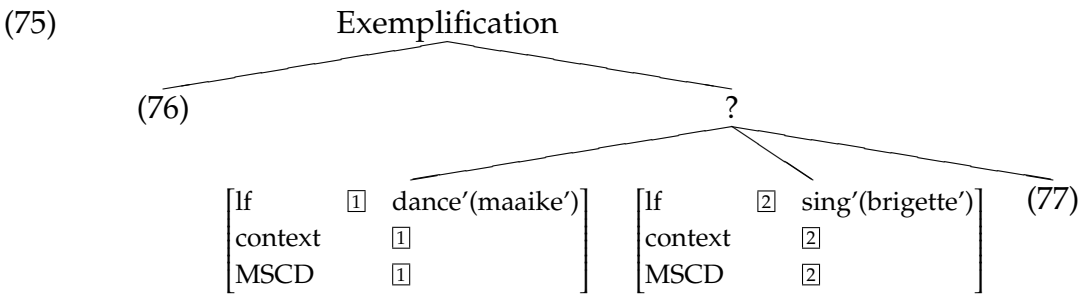 (75) Exemplification
(76) ?
[lf 1 dance’(maaike’)] [lf 2 sing’(brigette’)] (77)
context 1 context 2
MSCD 1 MSCD 2